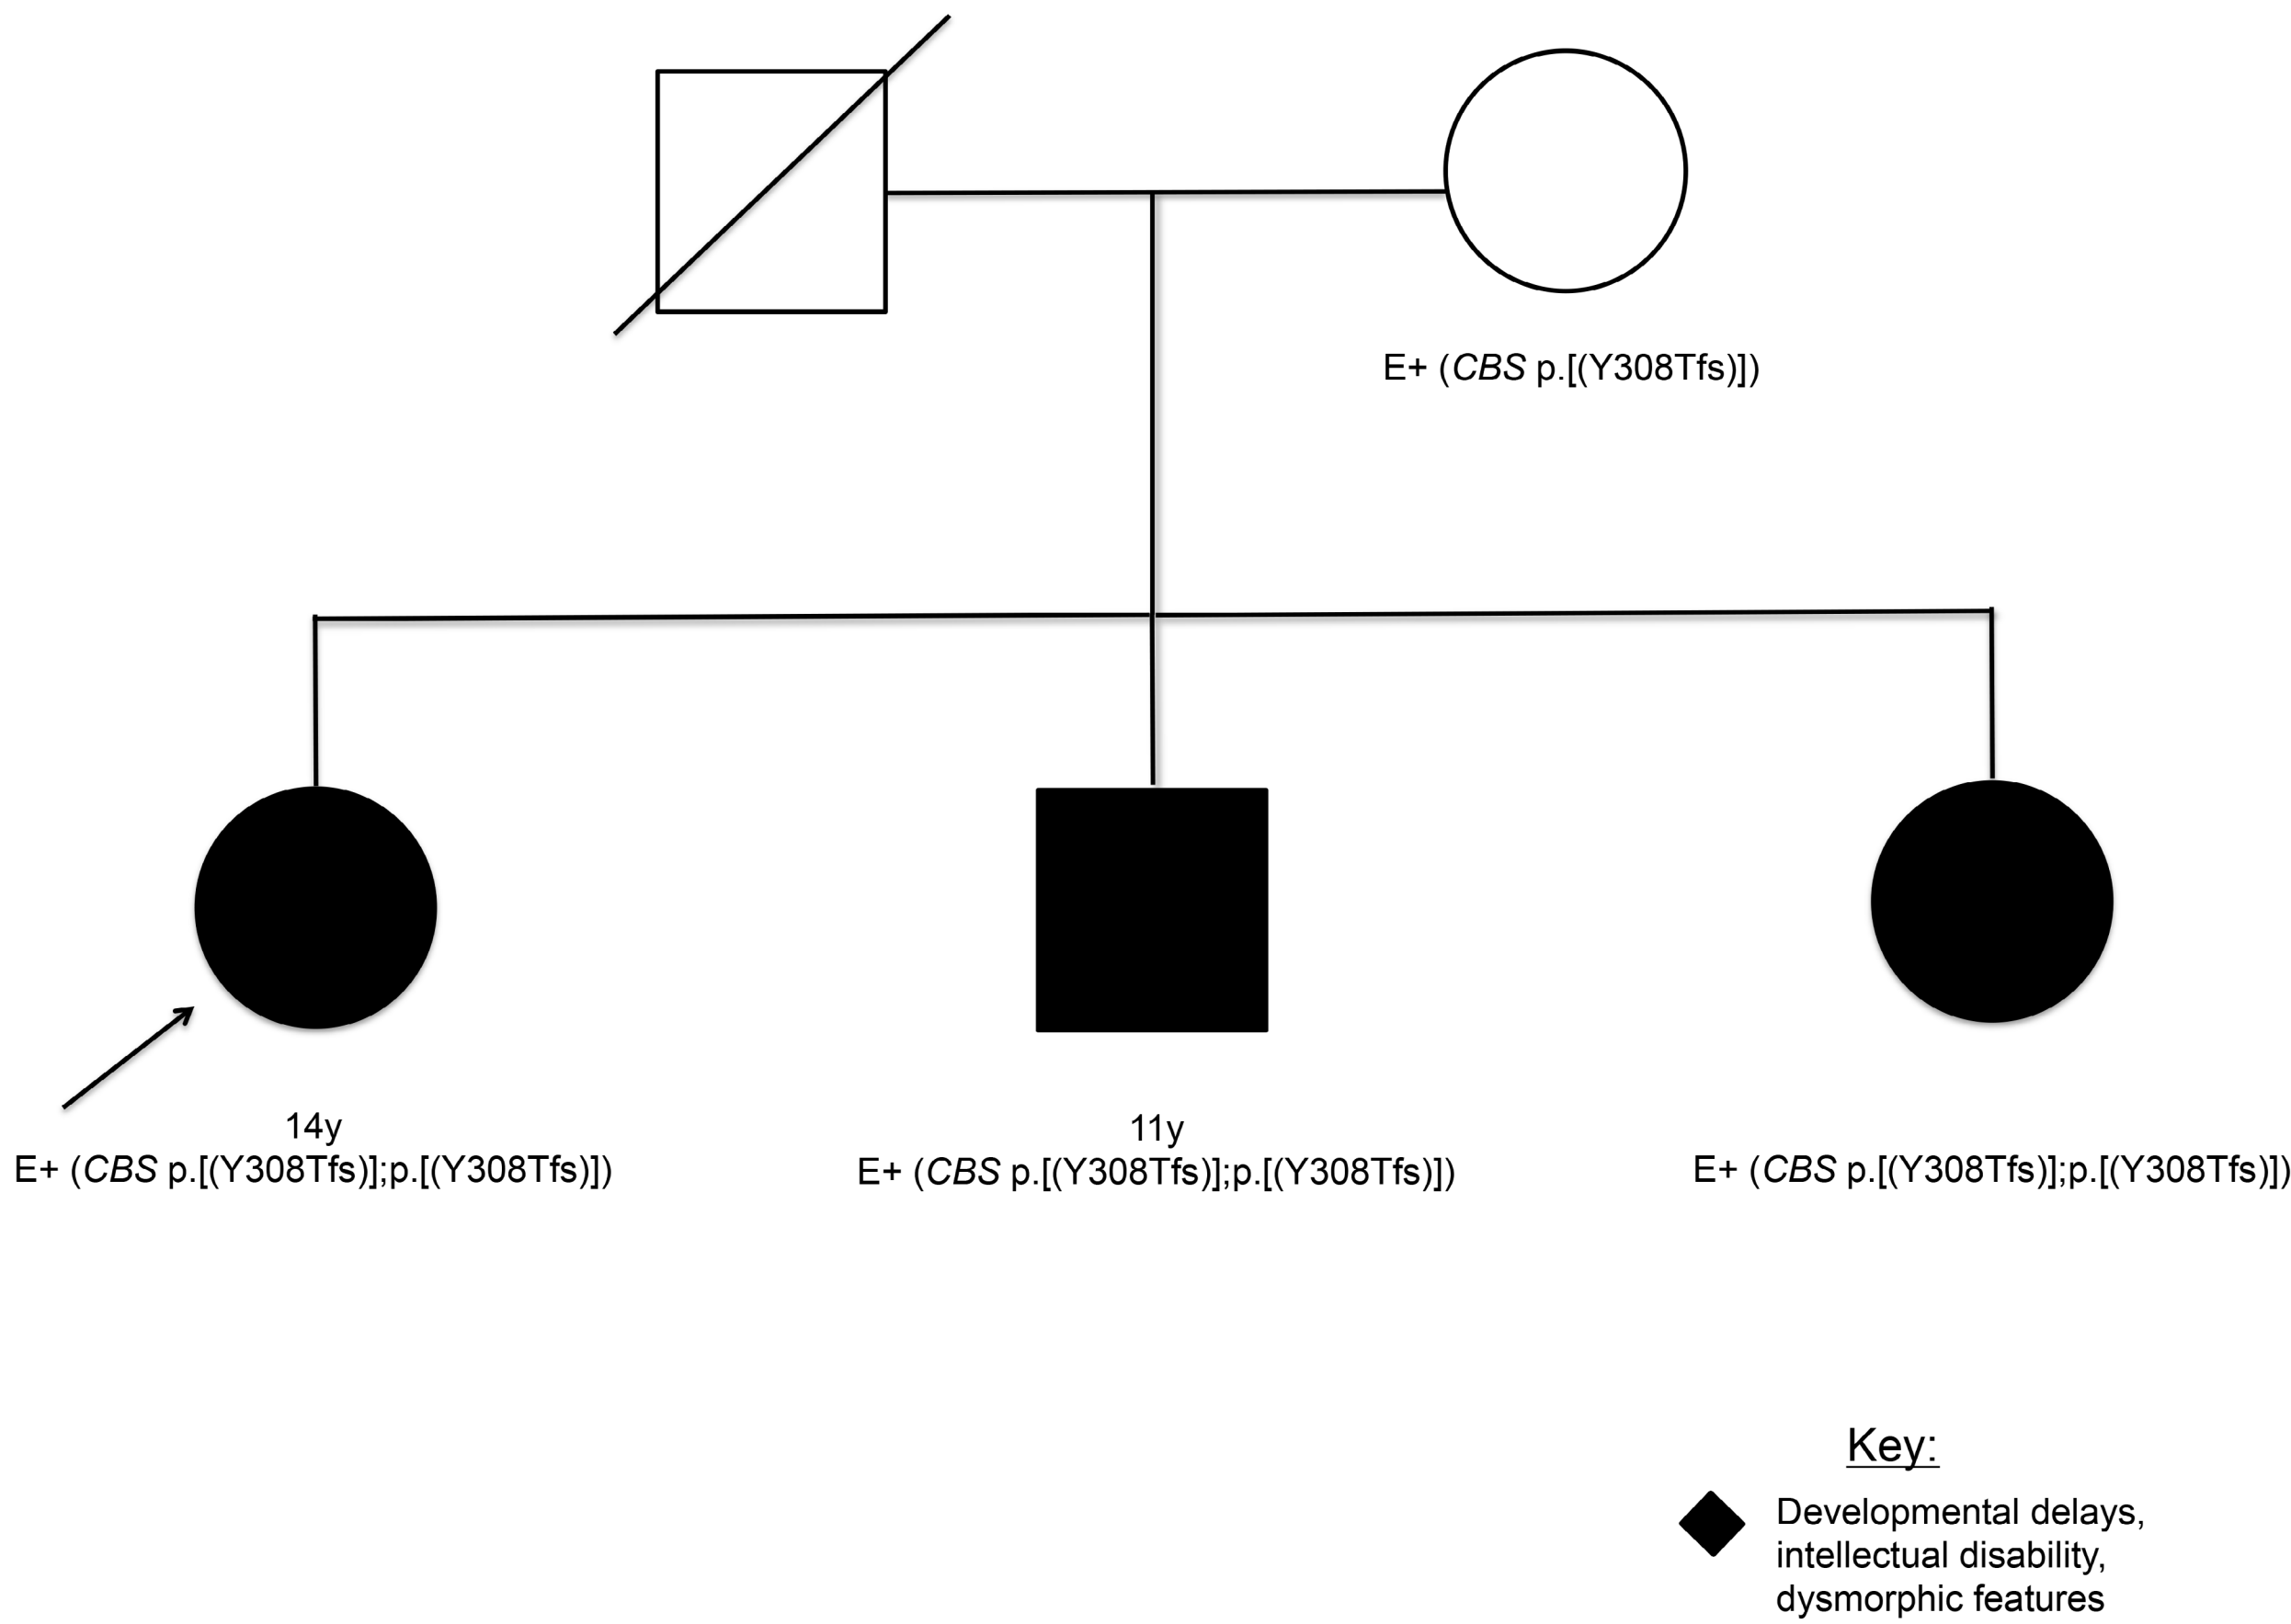 E+ (CBS p.[(Y308Tfs)])
14y
E+ (CBS p.[(Y308Tfs)];p.[(Y308Tfs)])
11y
E+ (CBS p.[(Y308Tfs)];p.[(Y308Tfs)])
E+ (CBS p.[(Y308Tfs)];p.[(Y308Tfs)])
Key:
Developmental delays,
intellectual disability,
dysmorphic features